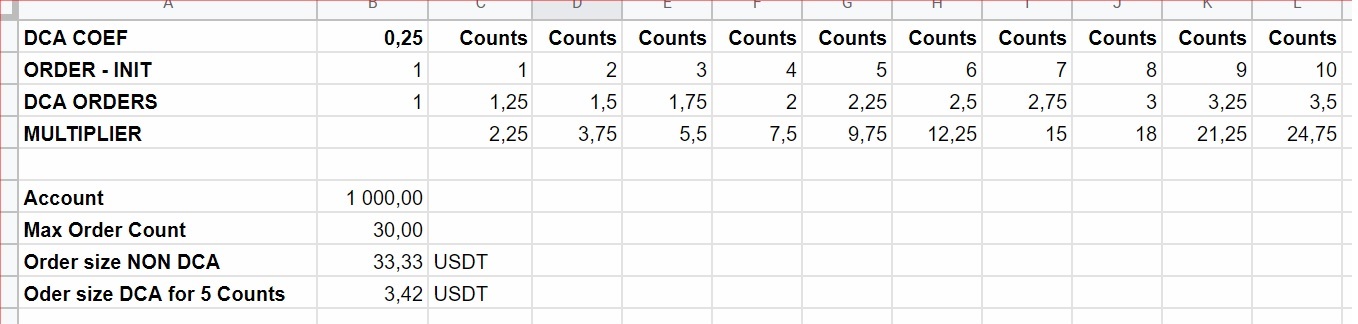 A B C D E F G H I J K L
DCA COEF 0,25 Counts Counts Counts Counts Counts Counts Counts Counts Counts Counts
ORDER - INIT 1 1 2 3 4 5 6 7 8 9 10
DCA ORDERS 1 1,25 1,5 1,75 2 2,25 2,5 2,75 3 3,25 3,5
MULTIPLIER 2,25 3,75 5,5 7,5 9,75 12,25 15 18 21,25 24,75
Account 1 000,00
Max Order Count 30,00
Order size NON DCA 33,33 USDT
Oder size DCA for 5 Counts 3,42 USDT